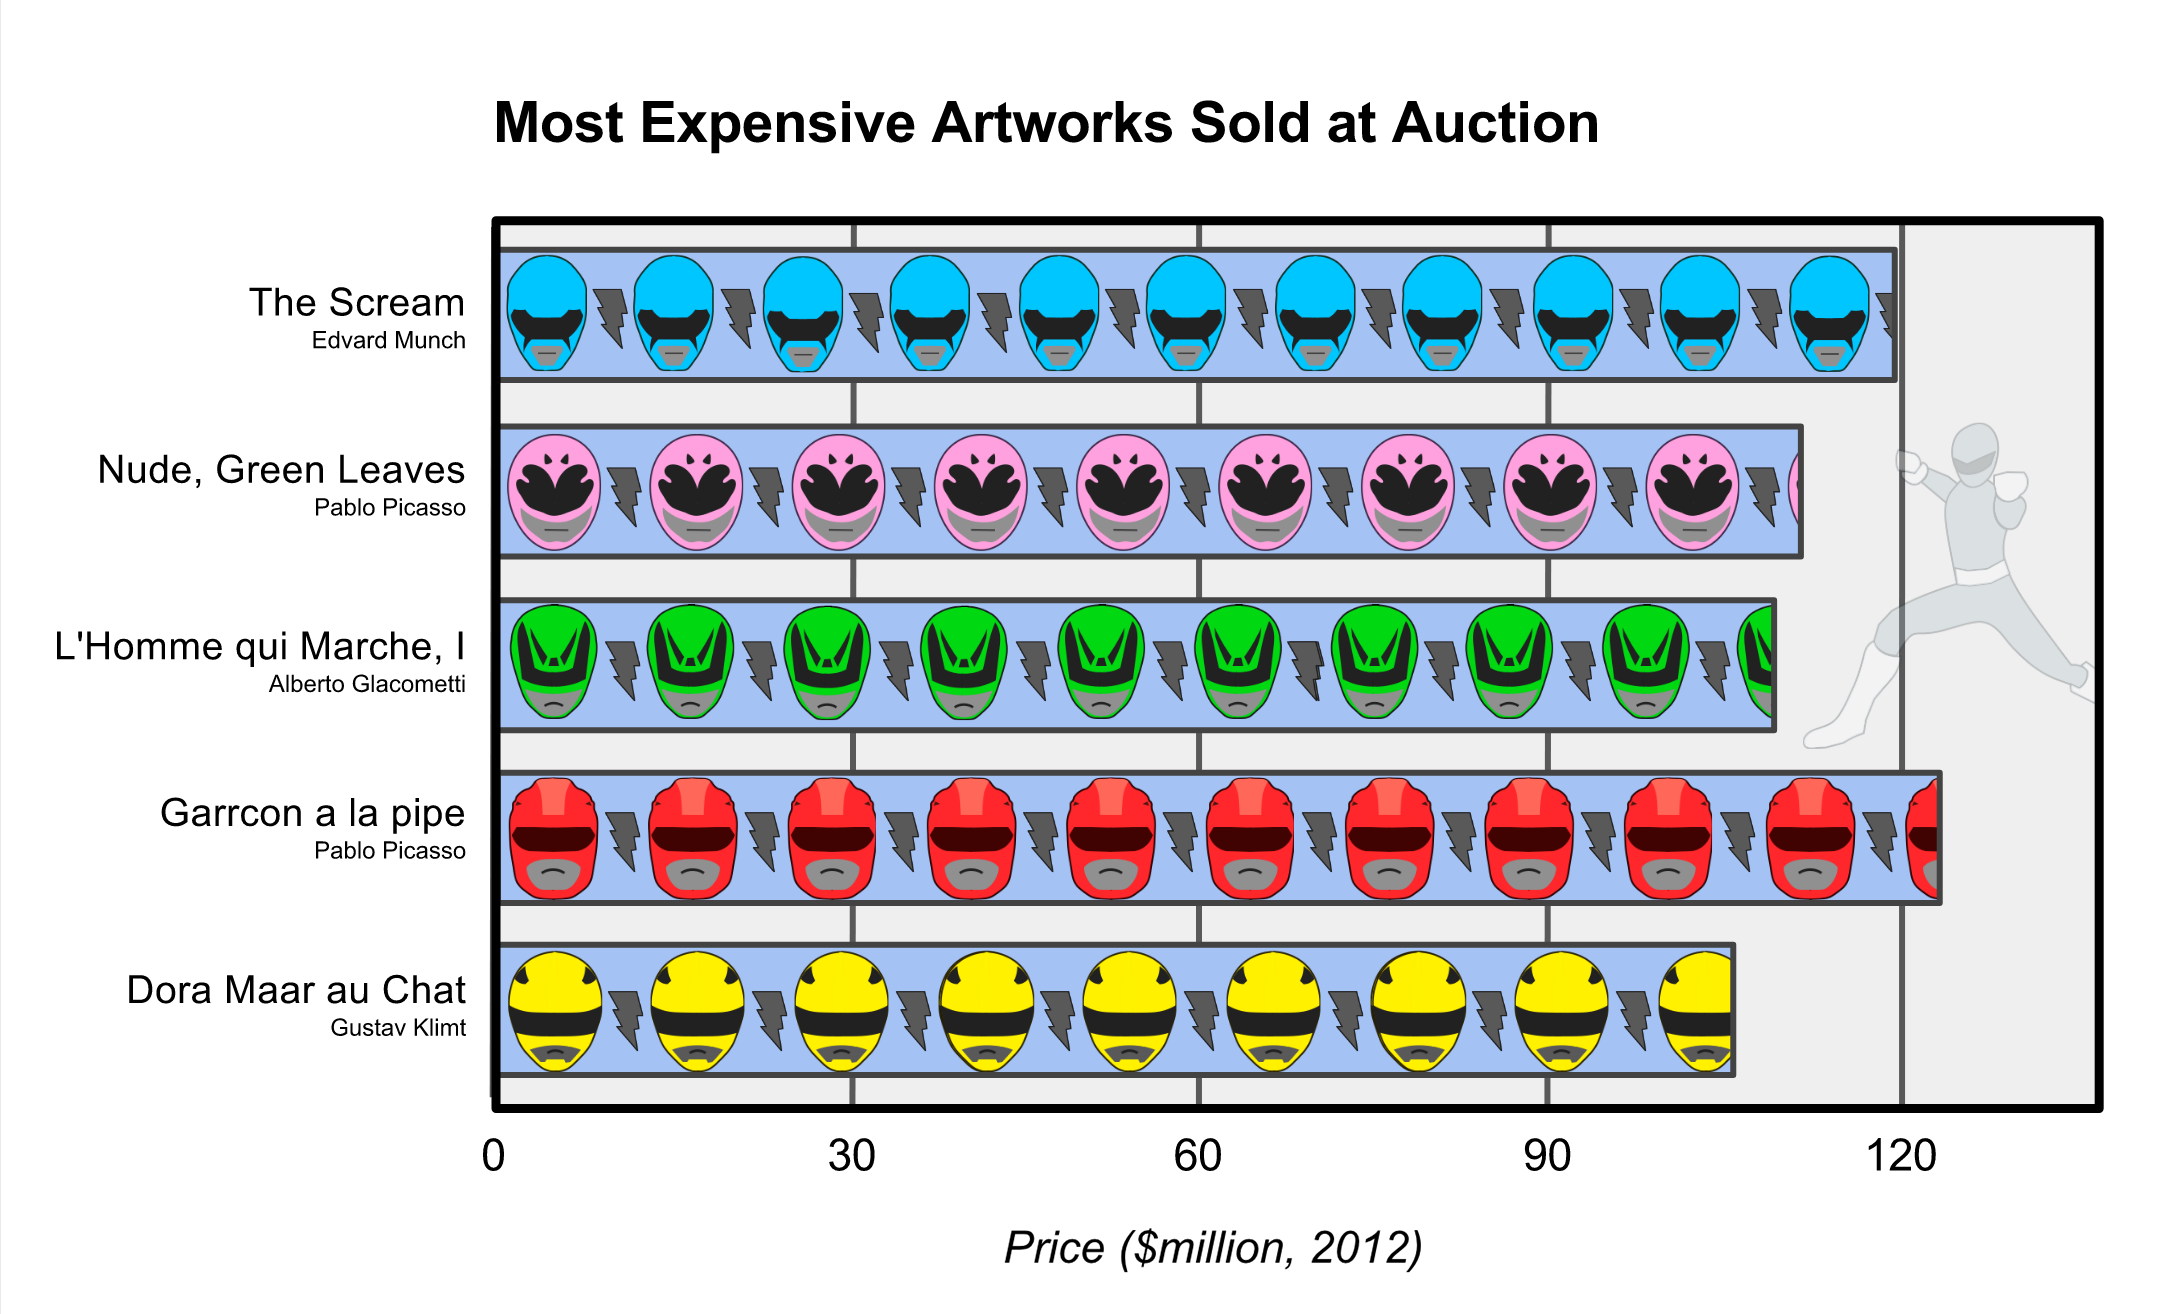 Most Expensive Artworks Sold at Auction
The Scream
Edvard Munch
Nude, Green Leaves
Pablo Picasso
L'Homme qui Marche, I
Alberto Glacometti
Garrcon a la pipe
Pablo Picasso
Dora Maar au Chat
Gustav Klimt
0 30 60 90 120
Price ($million, 2012)